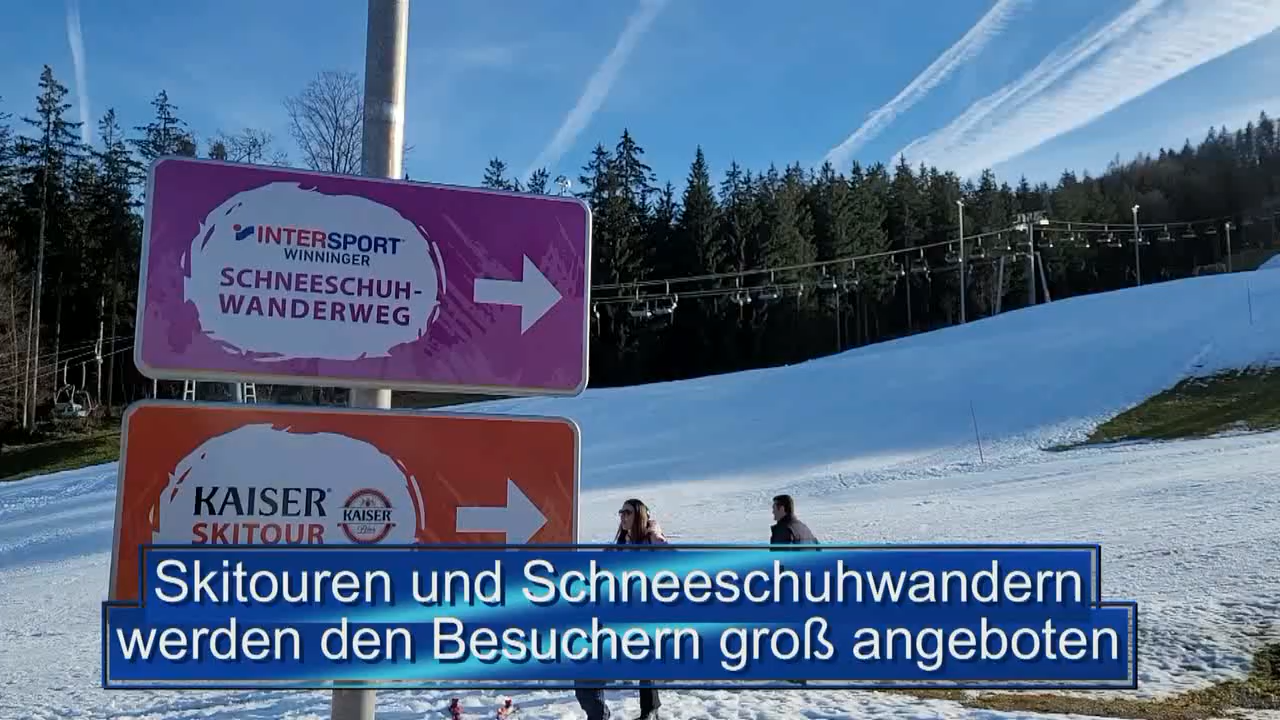 INTERSPORT
WINNINGER
SCHNEESCHUH-
WANDERWEG
KAISER
SKITOUR
KAISER
Skitouren und Schneeschuhwandern
werden den Besuchern groß angeboten